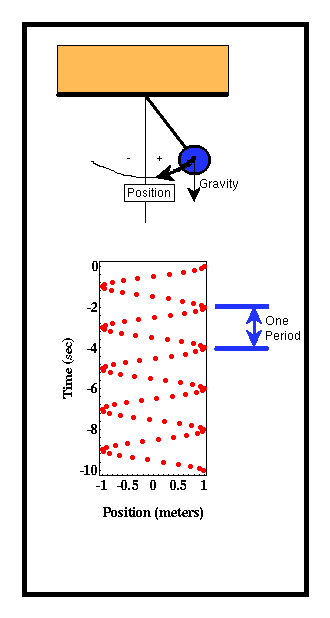 - +
Gravity
Position
0
-2
One
Period
-4
Time (sec)
-6
-8
-10
-1 -0.5 0 0.5 1
Position (meters)